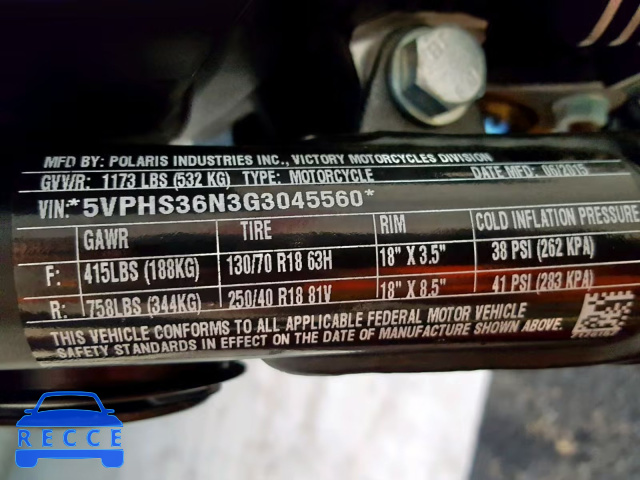 MFD BY: POLARIS INDUSTRIES INC., VICTORY MOTORCYCLES DIVISION
GVWR: 1173 LBS (532 KG) TYPE: MOTORCYCLE DATE MFD: 06/2015
VIN:*5VPHS36N3G3045560*
GAWR TIRE RIM COLD INFLATION PRESSURE
F: 415LBS (188KG) 130/70 R18 63H 18" X 3.5" 38 PSI (262 KPA)
R: 758LBS (344KG) 250/40 R18 81V 18" X 8.5" 41 PSI (283 KPA)
THIS VEHICLE CONFORMS TO ALL APPLICABLE FEDERAL MOTOR VEHICLE
SAFETY STANDARDS IN EFFECT ON THE DATE OF MANUFACTURE SHOWN ABOVE.
RECCE